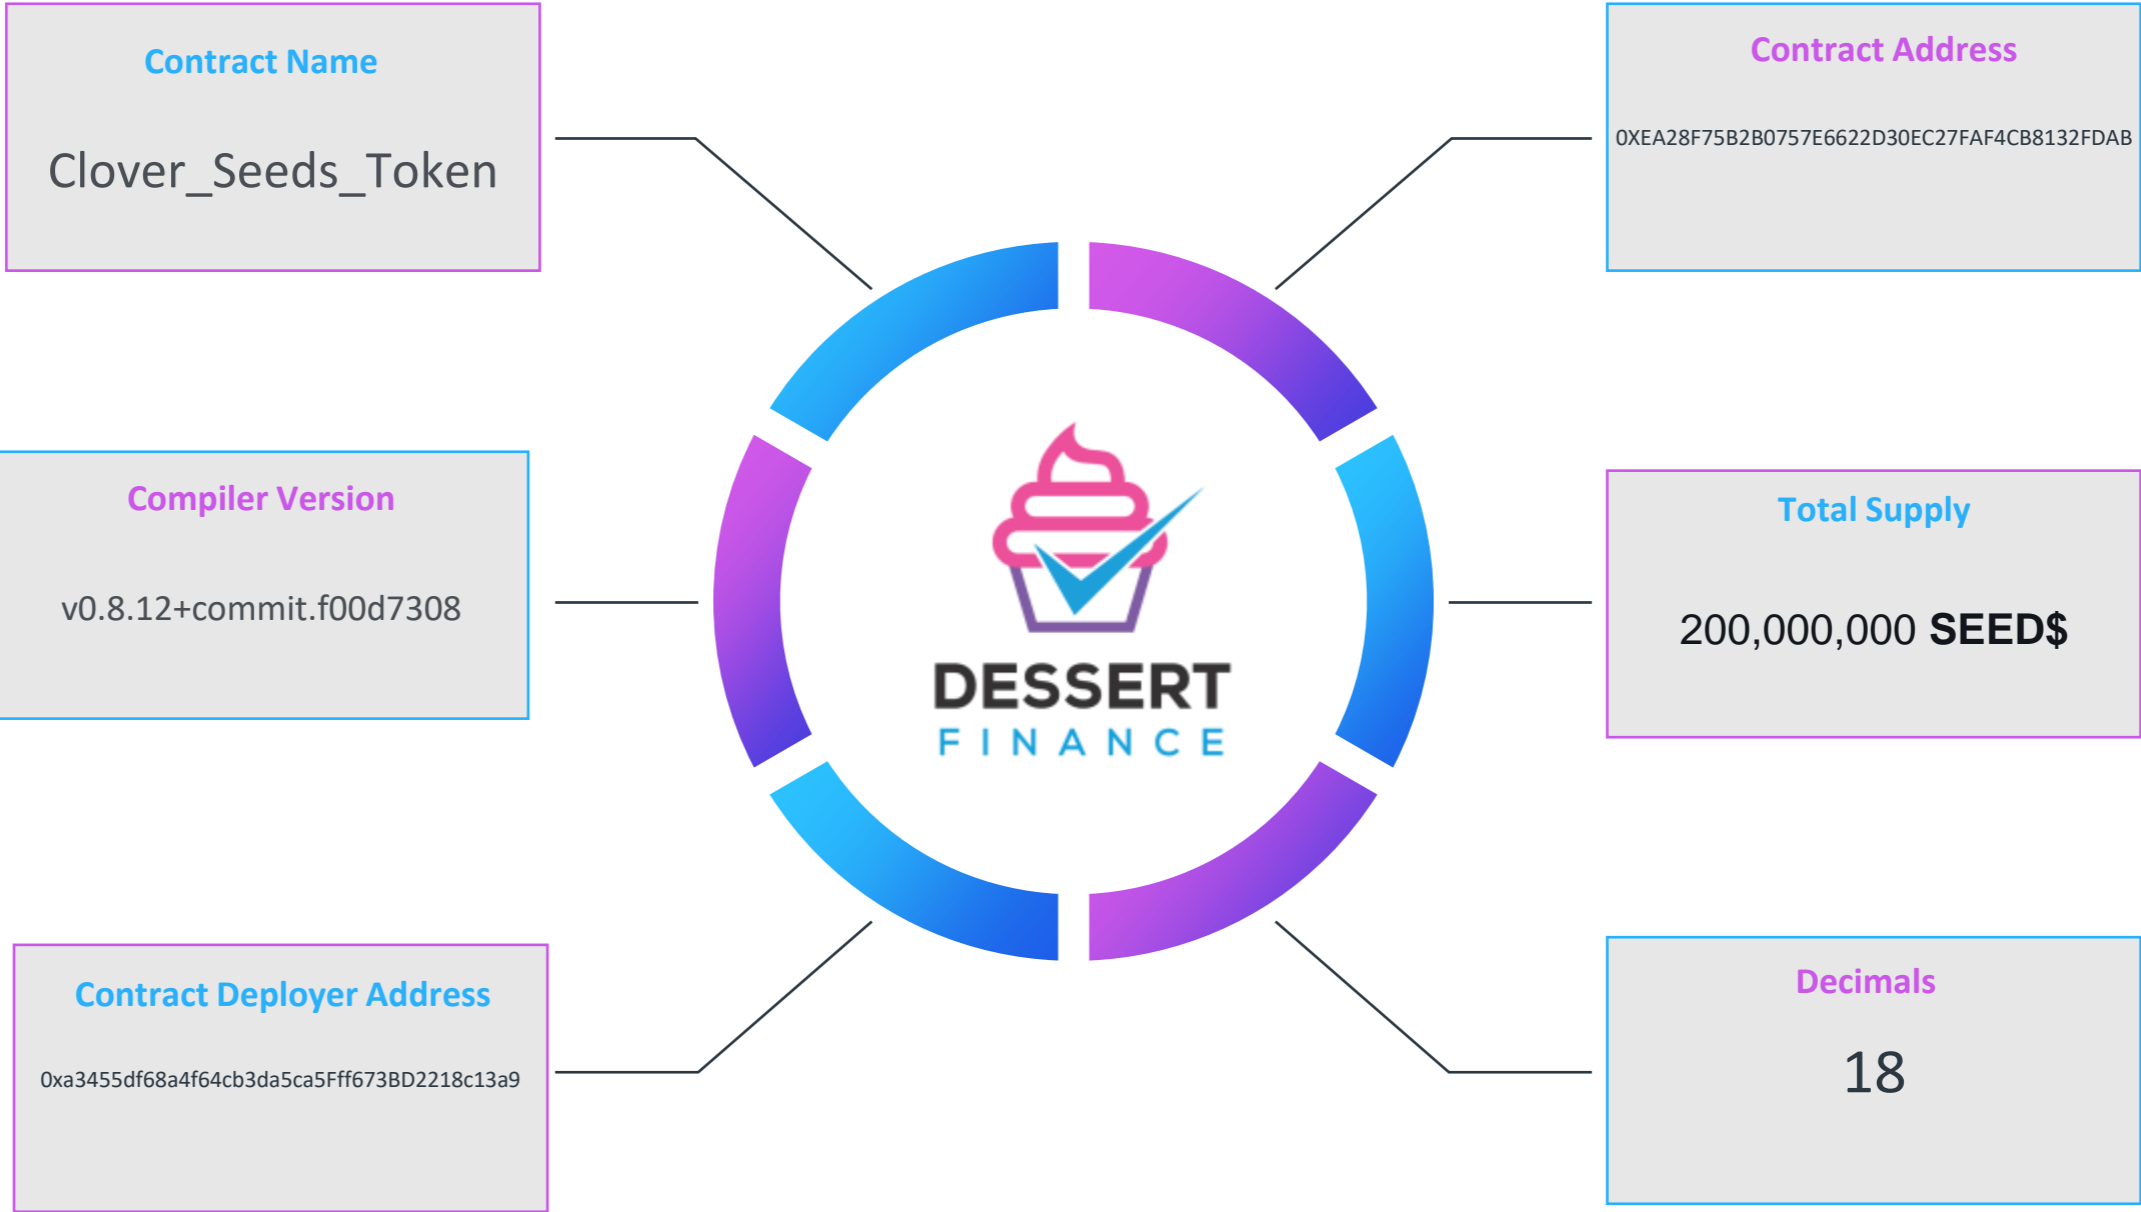 Contract Name
Clover_Seeds_Token
Contract Address
0XEA28F75B2B0757E6622D30EC27FAF4CB8132FDAB
Compiler Version
v0.8.12+commit.f00d7308
DESSERT
FINANCE
Total Supply
200,000,000 SEED$
Contract Deployer Address
0xa3455df68a4f64cb3da5ca5Fff673BD2218c13a9
Decimals
18